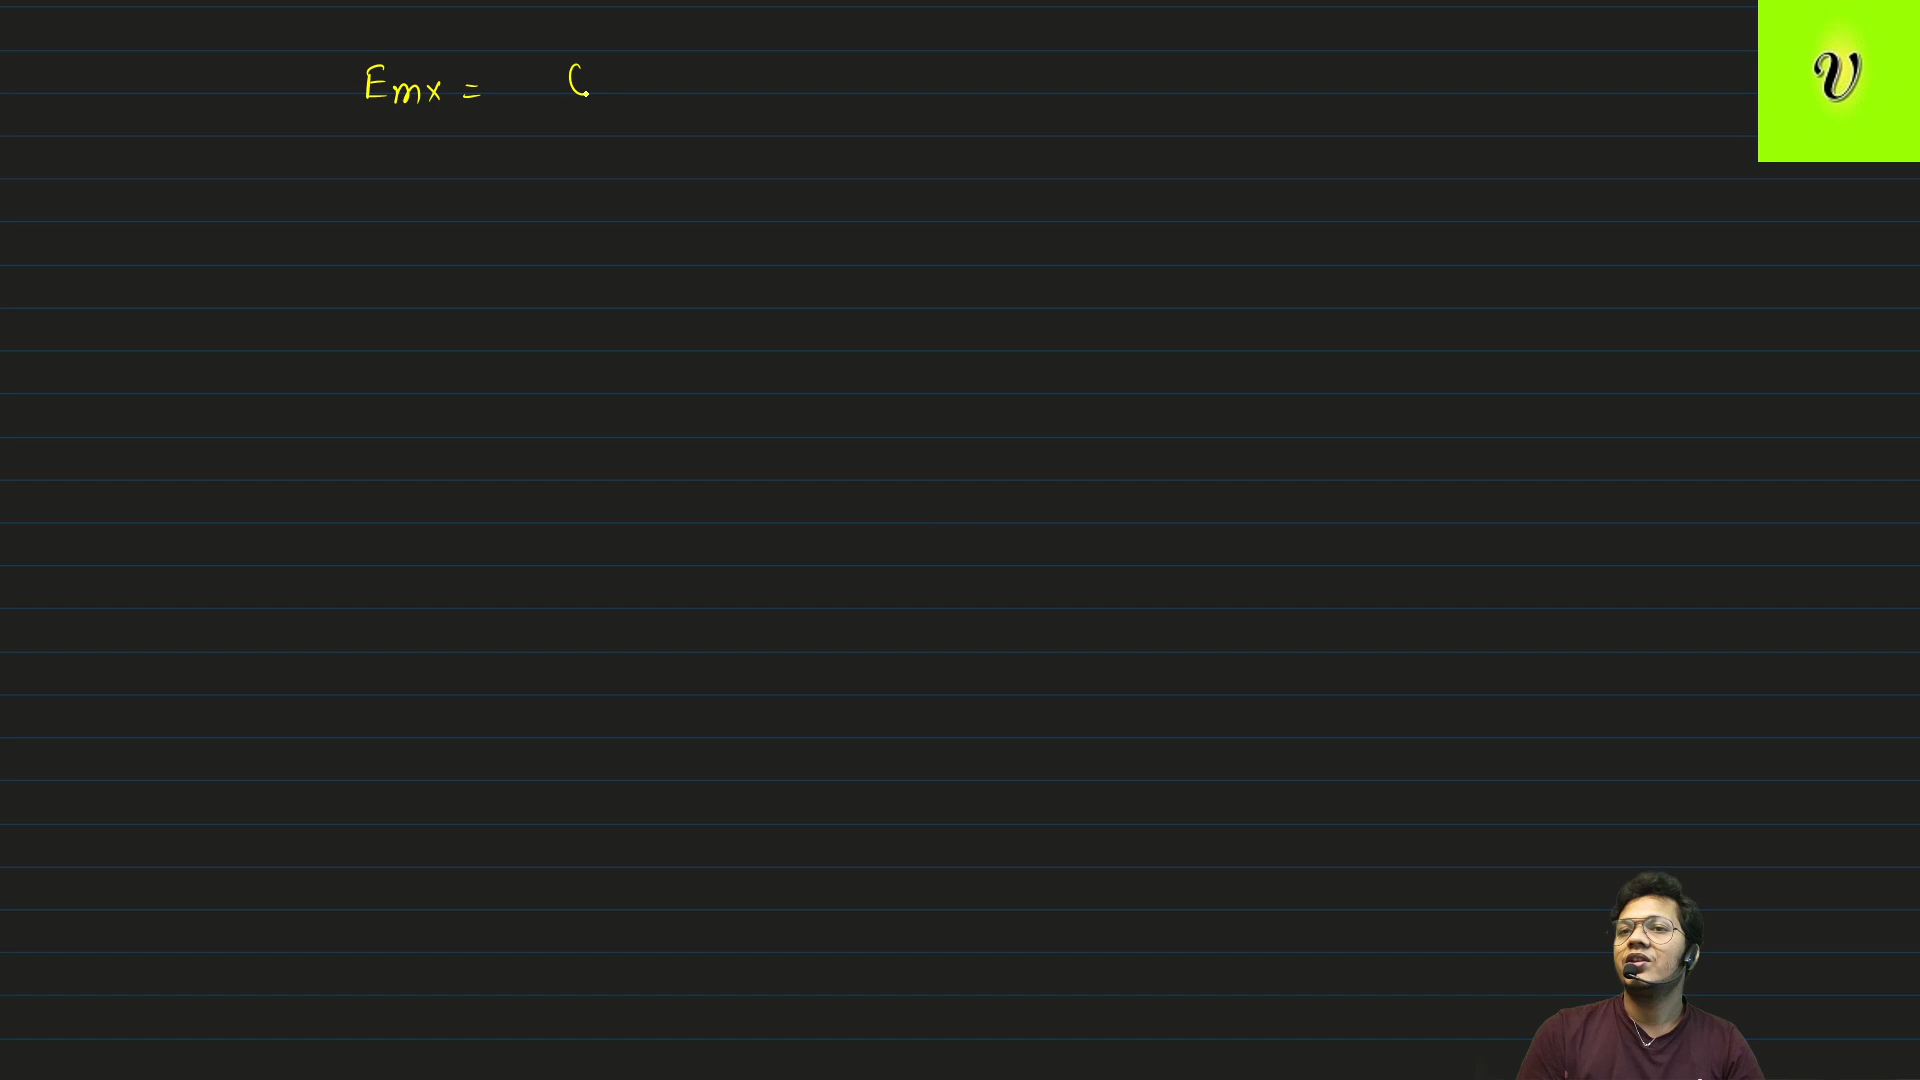 Emx = (
v